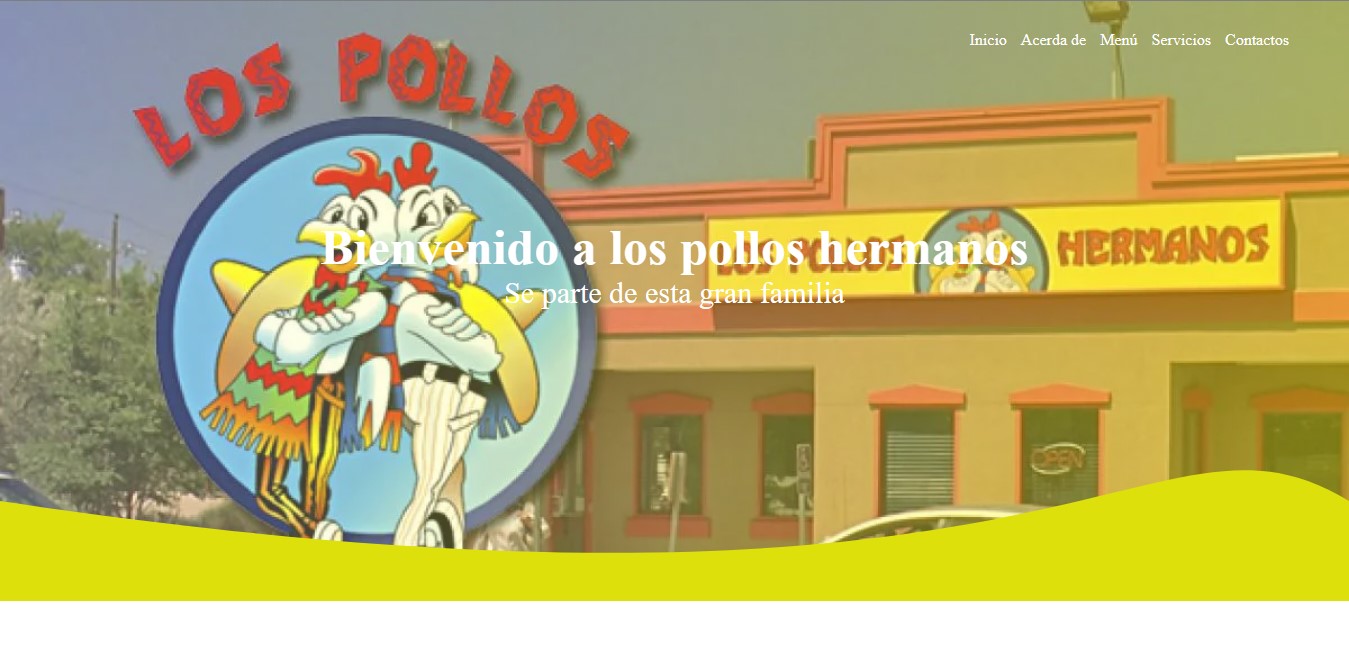 Inicio Acerda de Menú Servicios Contactos
LOS POLLOS
LOS POLLOS HERMANOS
Bienvenido a los pollos hermanos
Se parte de esta gran familia
OPEN